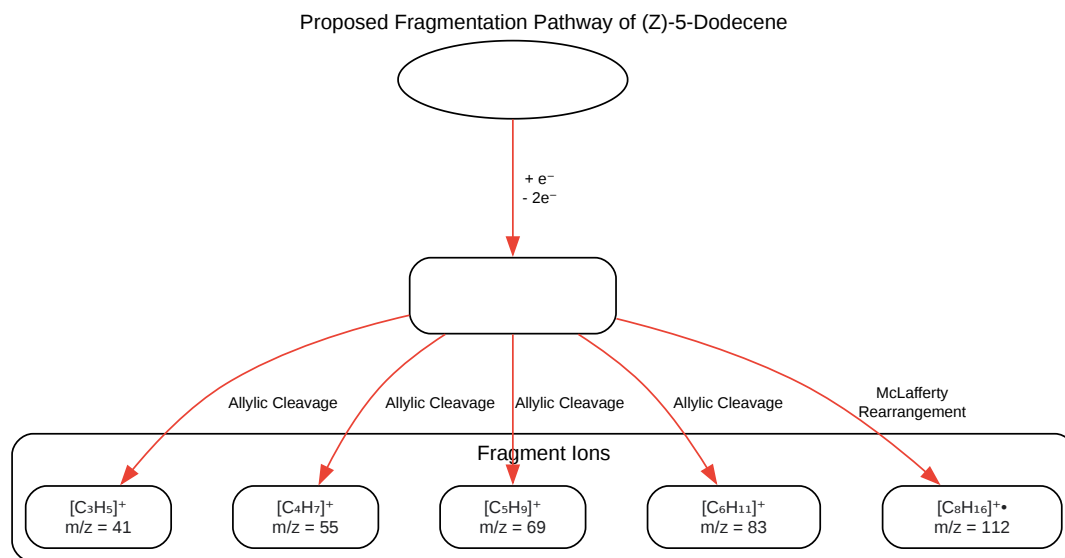 Proposed Fragmentation Pathway of (Z)-5-Dodecene
+ e⁻
- 2e⁻
Allylic Cleavage
Allylic Cleavage
Allylic Cleavage
Allylic Cleavage
McLafferty
Rearrangement
Fragment Ions
[C₃H₅]⁺
m/z = 41
[C₄H₇]⁺
m/z = 55
[C₅H₉]⁺
m/z = 69
[C₆H₁₁]⁺
m/z = 83
[C₈H₁₆]⁺•
m/z = 112